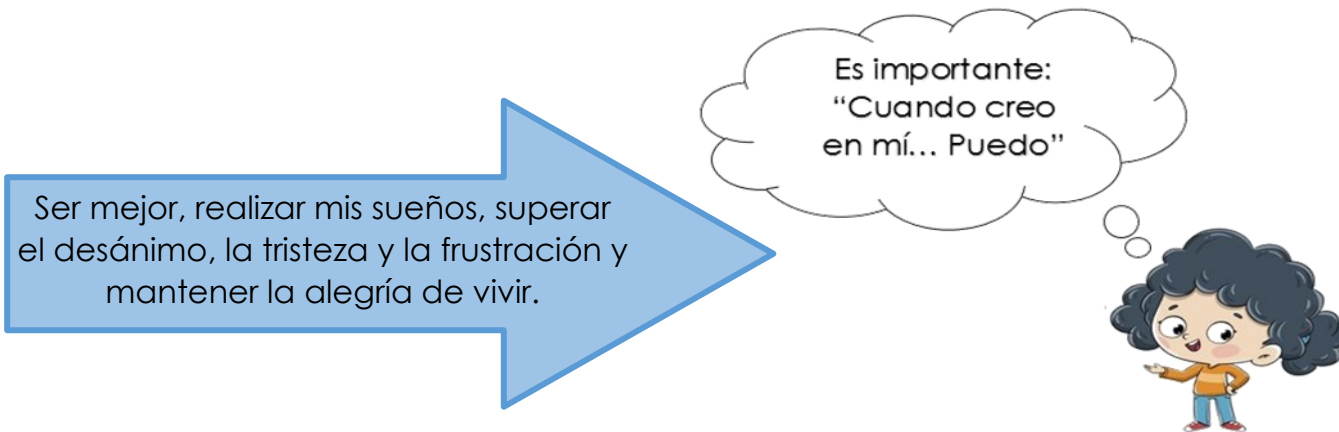 Es importante:
“Cuando creo
en mí... Puedo”
Ser mejor, realizar mis sueños, superar
el desánimo, la tristeza y la frustración y
mantener la alegría de vivir.